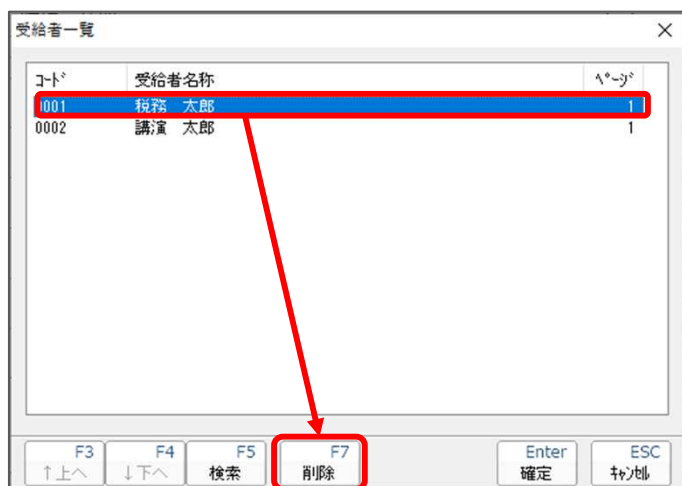 受給者一覧
ｺｰﾄﾞ 受給者名称 ﾍﾟｰｼﾞ
0001 税務 太郎 1
0002 講演 太郎 1
F3 F4 F5 F7 Enter ESC
↑上へ ↓下へ 検索 削除 確定 ｷｬﾝｾﾙ